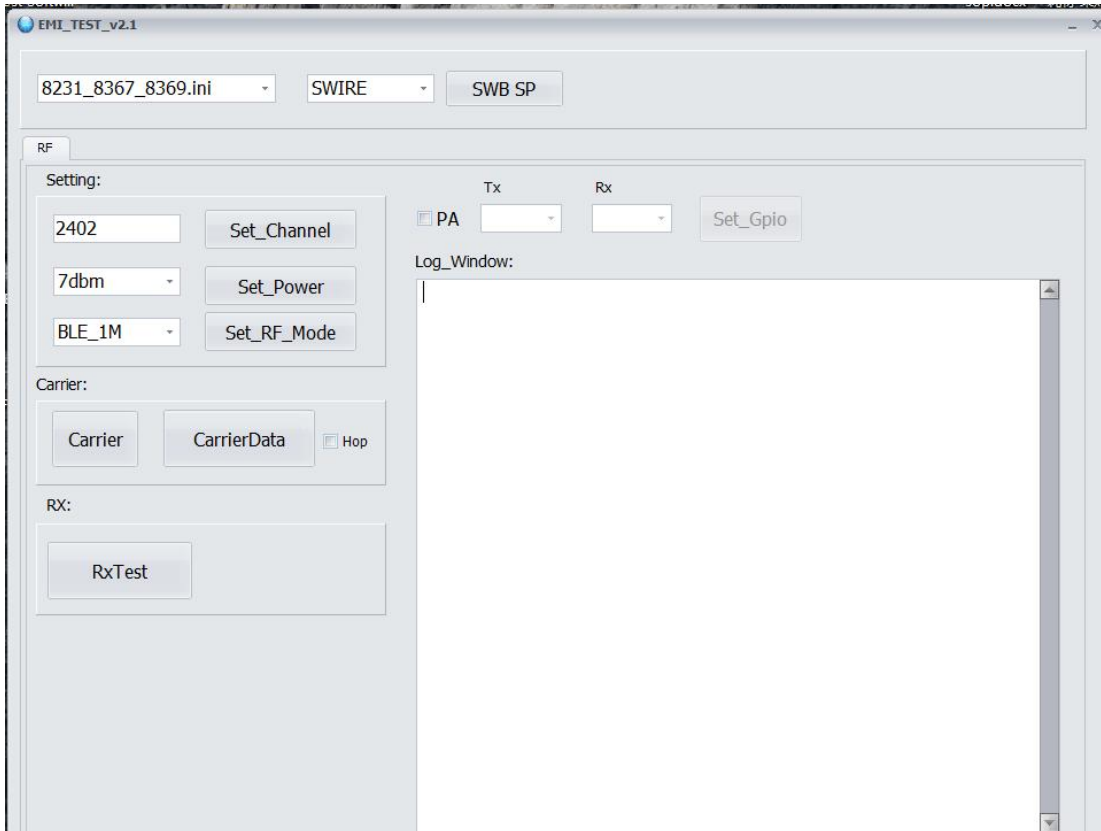 EMI_TEST_v2.1
8231_8367_8369.ini SWIRE SWB SP
RF
Setting:
Tx Rx
2402 Set_Channel
PA Set_Gpio
Log_Window:
7dbm Set_Power
BLE_1M Set_RF_Mode
Carrier:
Carrier CarrierData Hop
RX:
RxTest